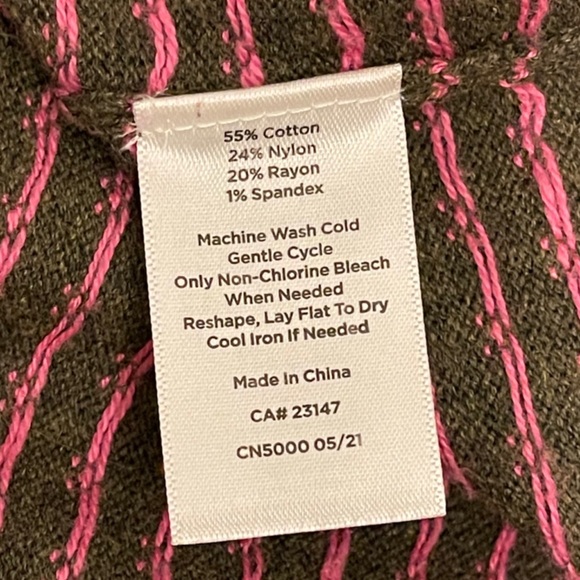 55% Cotton
24% Nylon
20% Rayon
1% Spandex
Machine Wash Cold
Gentle Cycle
Only Non-Chlorine Bleach
When Needed
Reshape, Lay Flat To Dry
Cool Iron If Needed
Made In China
CA# 23147
CN5000 05/21